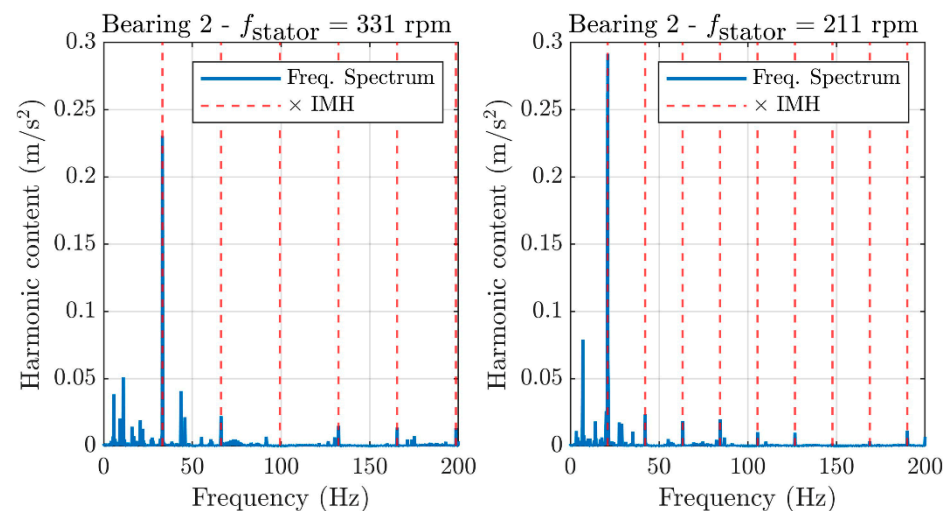 Bearing 2 - f_stator = 331 rpm
Harmonic content (m/s²)
0.3
0.25
0.2
0.15
0.1
0.05
0
Freq. Spectrum
× IMH
0
50
100
150
200
Frequency (Hz)
Bearing 2 - f_stator = 211 rpm
Harmonic content (m/s²)
0.3
0.25
0.2
0.15
0.1
0.05
0
Freq. Spectrum
× IMH
0
50
100
150
200
Frequency (Hz)